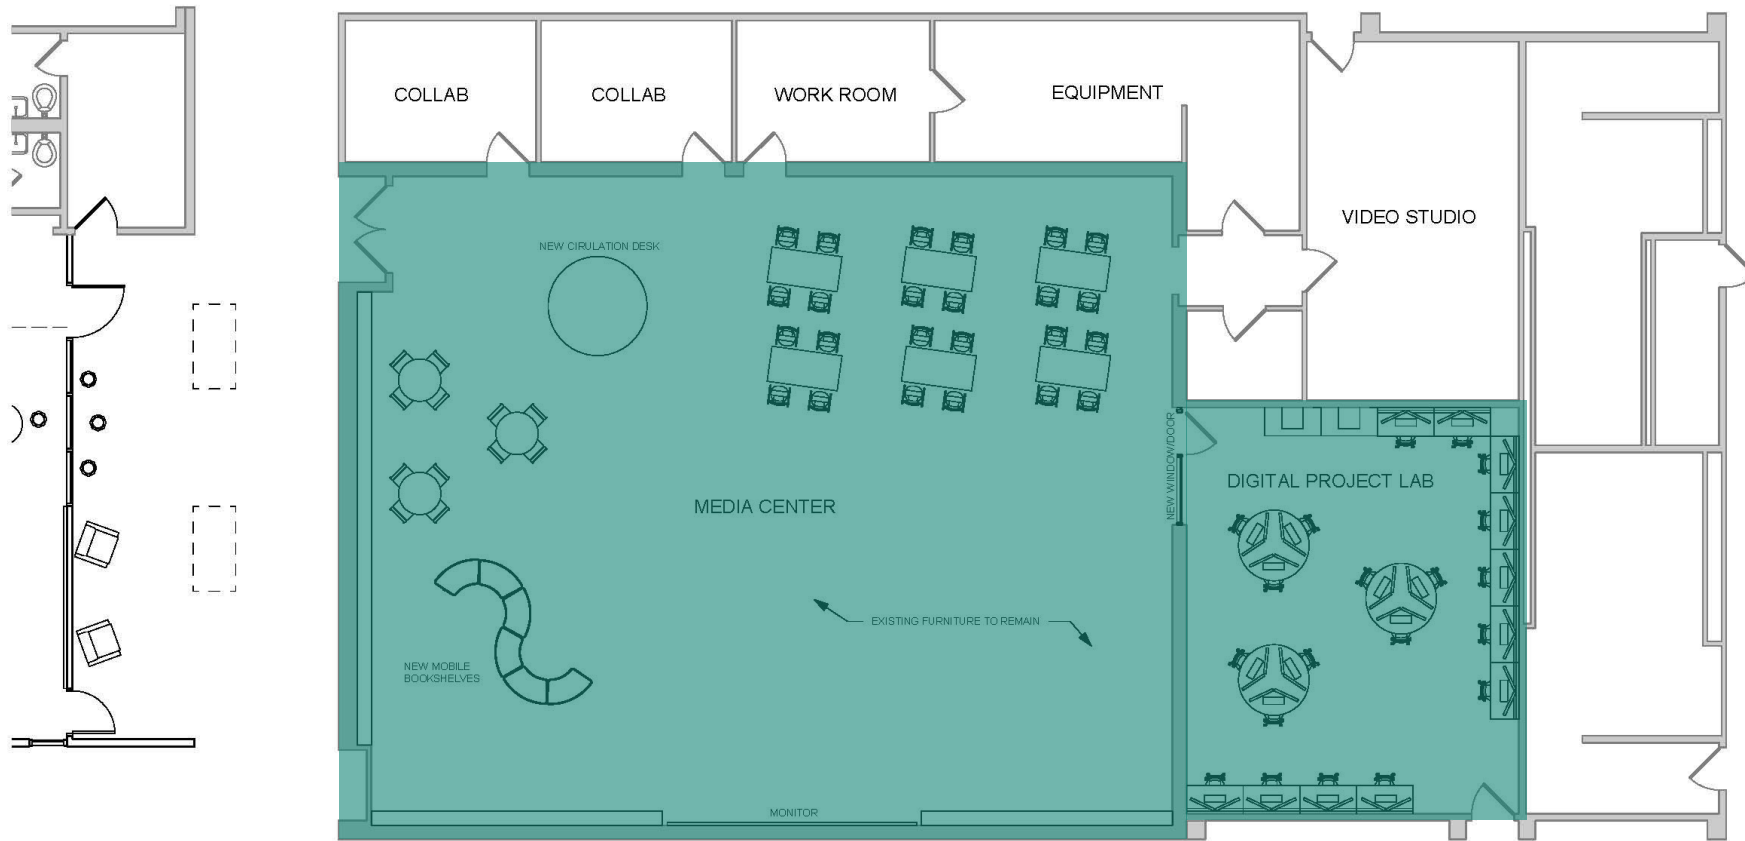 COLLAB
COLLAB
WORK ROOM
EQUIPMENT
VIDEO STUDIO
NEW CIRULATION DESK
NEW WINDOW/DOOR
DIGITAL PROJECT LAB
MEDIA CENTER
EXISTING FURNITURE TO REMAIN
NEW MOBILE
BOOKSHELVES
MONITOR